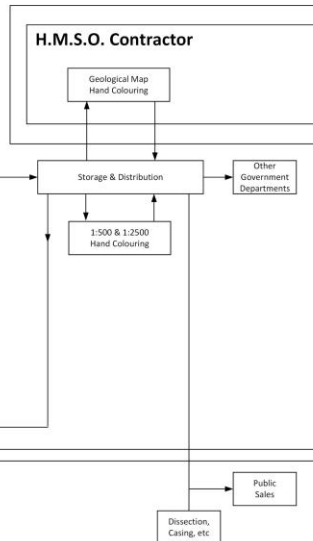 H.M.S.O. Contractor
Geological Map
Hand Colouring
Storage & Distribution
Other
Government
Departments
1:500 & 1:2500
Hand Colouring
Public
Sales
Dissection,
Casing, etc